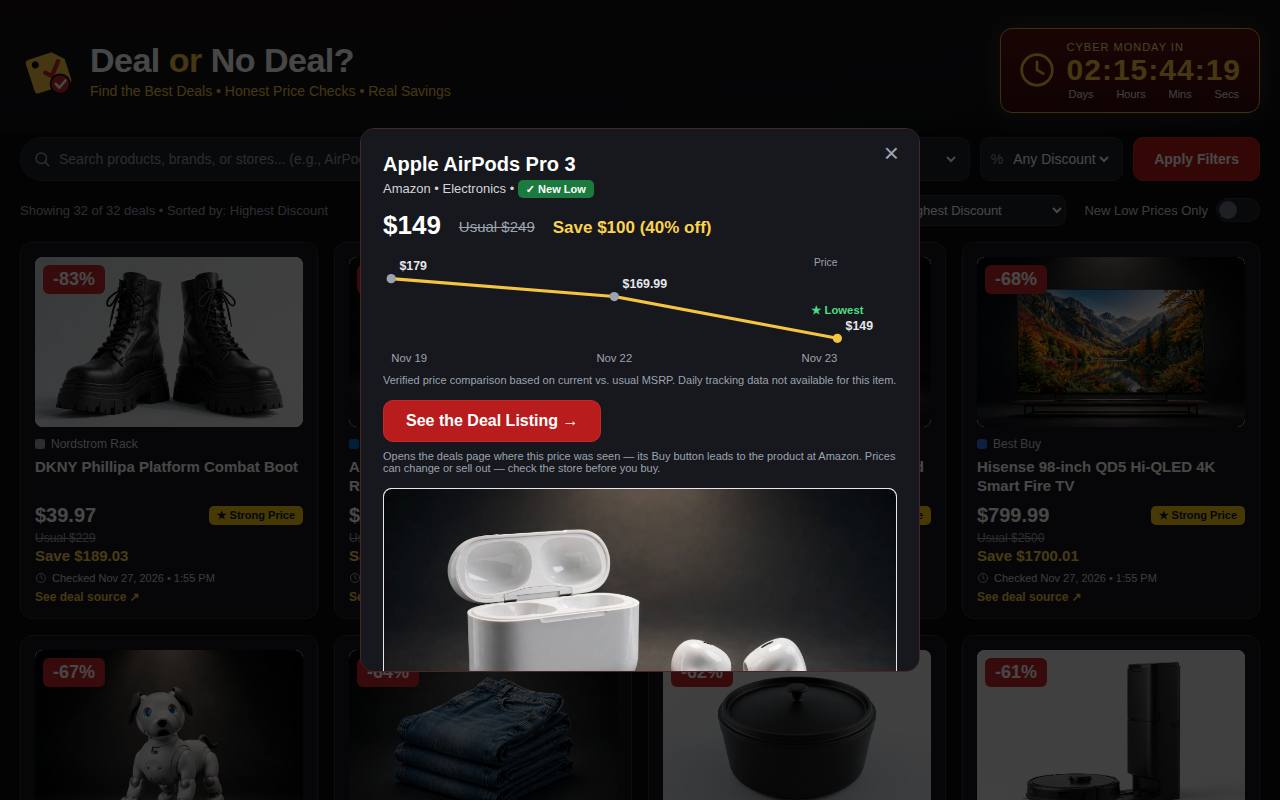 Deal or No Deal?
Find the Best Deals • Honest Price Checks • Real Savings
CYBER MONDAY IN
02:15:44:19
Days Hours Mins Secs
Search products, brands, or stores... (e.g., AirPo
% Any Discount
Apply Filters
Showing 32 of 32 deals • Sorted by: Highest Discount
ghest Discount
New Low Prices Only
Apple AirPods Pro 3
✕
Amazon • Electronics • ✓ New Low
$149 Usual $249 Save $100 (40% off)
Price
$179
$169.99
★ Lowest
$149
Nov 19 Nov 22 Nov 23
Verified price comparison based on current vs. usual MSRP. Daily tracking data not available for this item.
See the Deal Listing →
Opens the deals page where this price was seen — its Buy button leads to the product at Amazon. Prices
can change or sell out — check the store before you buy.
-83%
Nordstrom Rack
DKNY Phillipa Platform Combat Boot
$39.97
★ Strong Price
Usual $229
Save $189.03
Checked Nov 27, 2026 • 1:55 PM
See deal source ↗
-68%
Best Buy
Hisense 98-inch QD5 Hi-QLED 4K
Smart Fire TV
$799.99
★ Strong Price
Usual $2500
Save $1700.01
Checked Nov 27, 2026 • 1:55 PM
See deal source ↗
-67%
-64%
-62%
-61%